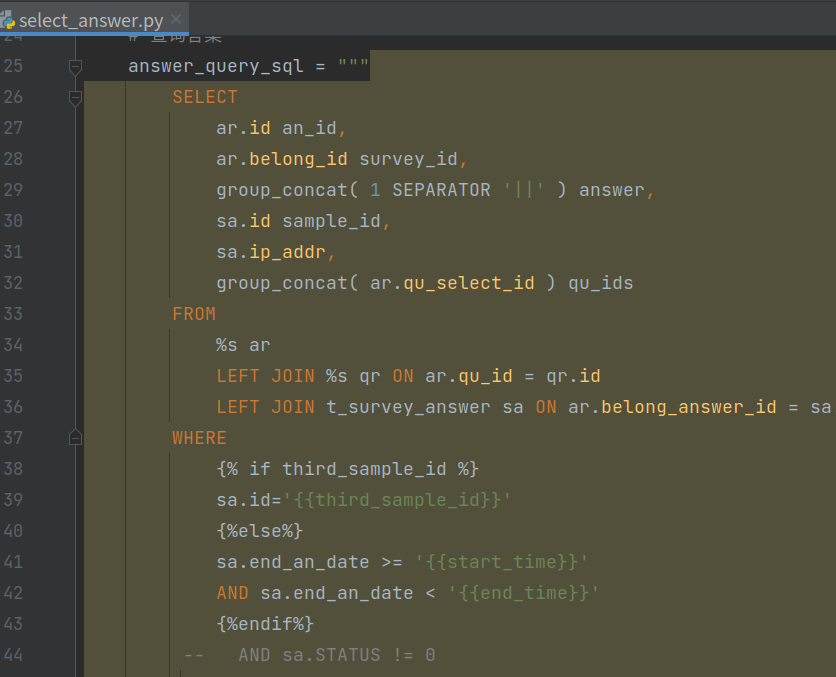 select_answer.py
24 # 查询答案
25 answer_query_sql = """
26 SELECT
27 ar.id an_id,
28 ar.belong_id survey_id,
29 group_concat( 1 SEPARATOR '||' ) answer,
30 sa.id sample_id,
31 sa.ip_addr,
32 group_concat( ar.qu_select_id ) qu_ids
33 FROM
34 %s ar
35 LEFT JOIN %s qr ON ar.qu_id = qr.id
36 LEFT JOIN t_survey_answer sa ON ar.belong_answer_id = sa
37 WHERE
38 {% if third_sample_id %}
39 sa.id='{{third_sample_id}}'
40 {%else%}
41 sa.end_an_date >= '{{start_time}}'
42 AND sa.end_an_date < '{{end_time}}'
43 {%endif%}
44 -- AND sa.STATUS != 0